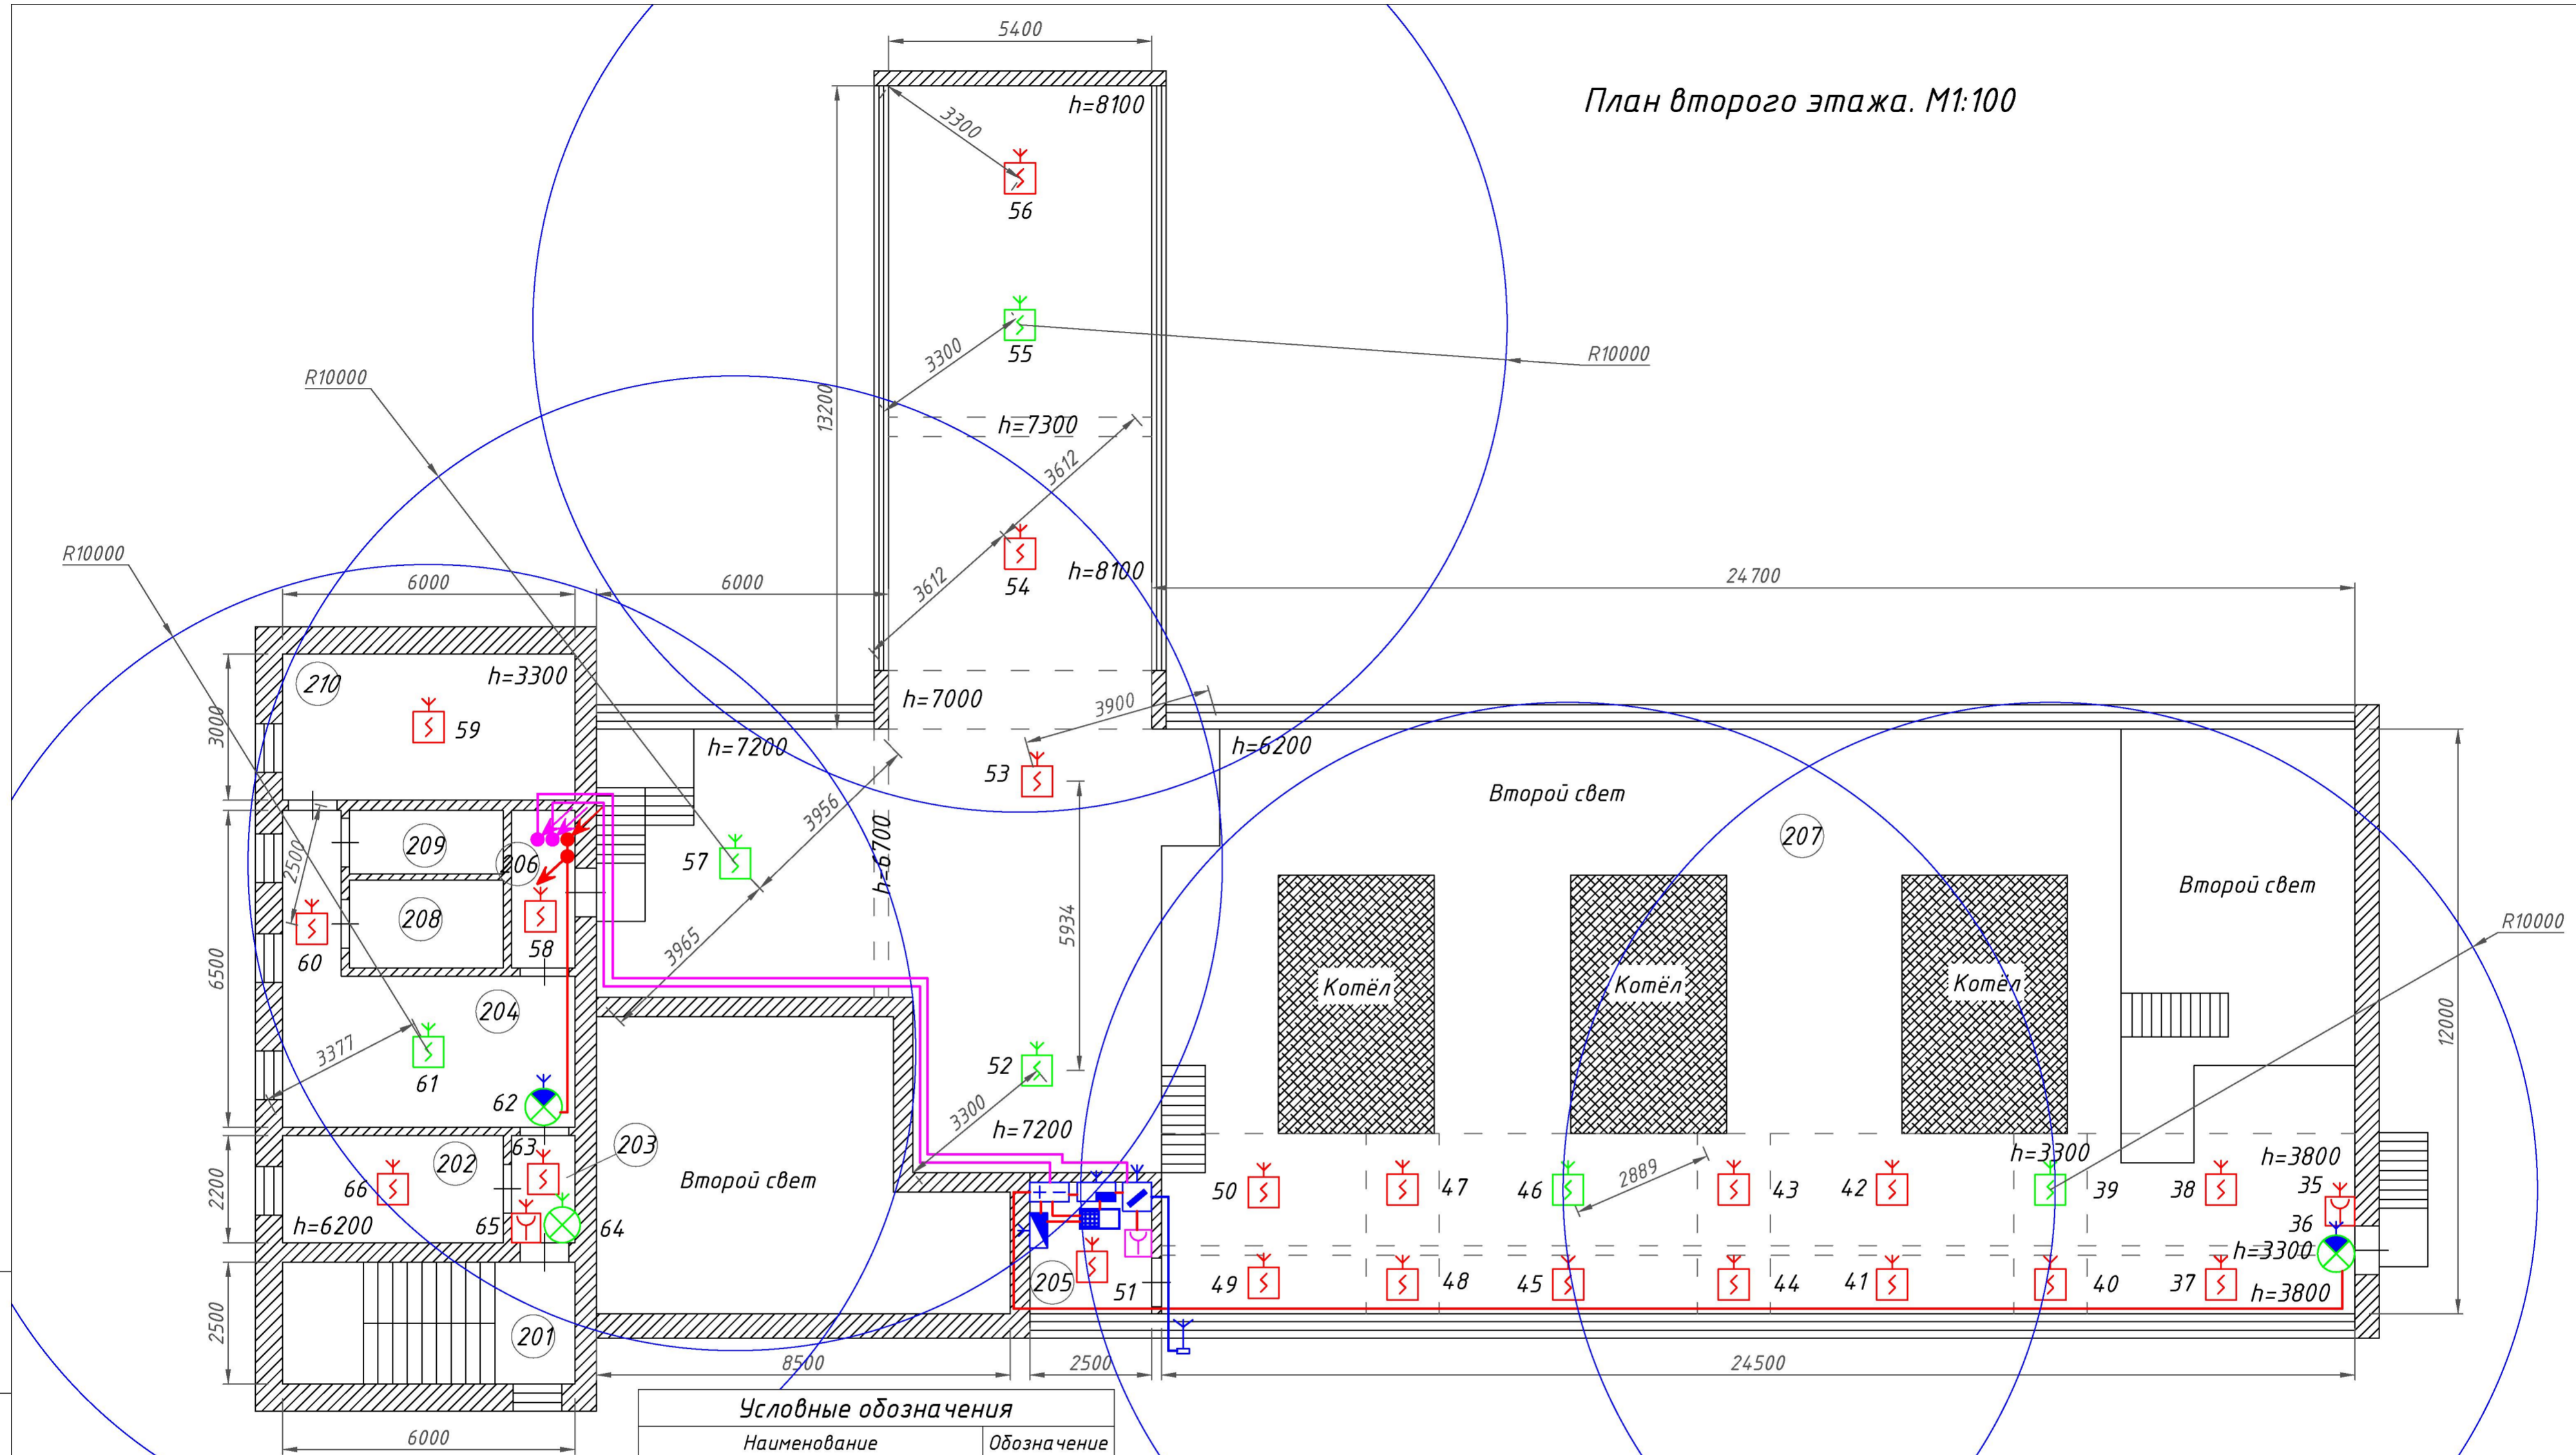 План второго этажа. М1:100
5400
h=8100
3300
56
55
3300
R10000
R10000
13200
h=7300
3612
54
3612
h=8100
R10000
6000
6000
24700
210
h=3300
59
3000
h=7000
3900
h=7200
53
h=6200
Второй свет
207
209
206
2500
57
3956
h=6700
208
58
60
6500
3965
5934
Второй свет
R10000
Котёл
Котёл
Котёл
204
3377
61
52
3300
h=7200
62
63
203
202
66
2200
h=6200
65
64
Второй свет
205
51
50
47
46
2889
43
42
h=3300
39
38
h=3800
35
36
h=3300
49
48
45
44
41
40
37
h=3800
12000
2500
201
8500
2500
24500
6000
Условные обозначения
Наименование
Обозначение